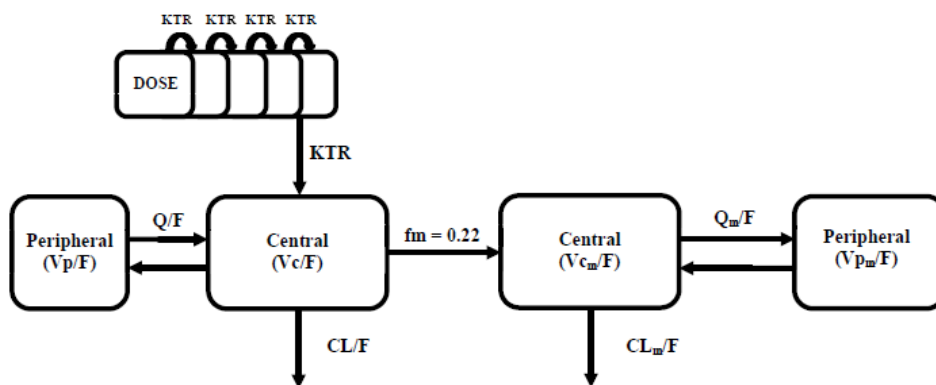 KTR KTR KTR KTR
DOSE
KTR
Peripheral
(Vp/F)
Q/F
Central
(Vc/F)
fm = 0.22
Central
(Vcm/F)
Qm/F
Peripheral
(Vpm/F)
CL/F
CLm/F